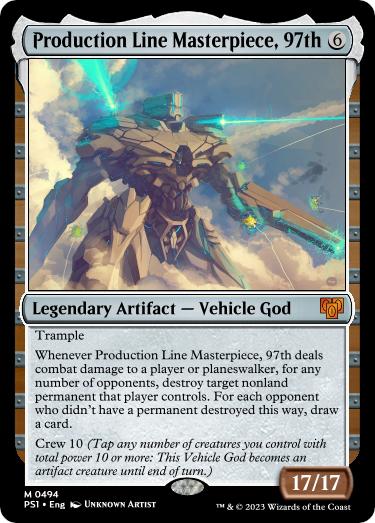 Production Line Masterpiece, 97th 6
Legendary Artifact — Vehicle God
Trample
Whenever Production Line Masterpiece, 97th deals
combat damage to a player or planeswalker, for any
number of opponents, destroy target nonland
permanent that player controls. For each opponent
who didn't have a permanent destroyed this way, draw
a card.
Crew 10 (Tap any number of creatures you control with
total power 10 or more: This Vehicle God becomes an
artifact creature until end of turn.)
17/17
M 0494
PS1 • Eng Unknown Artist
™ & © 2023 Wizards of the Coast